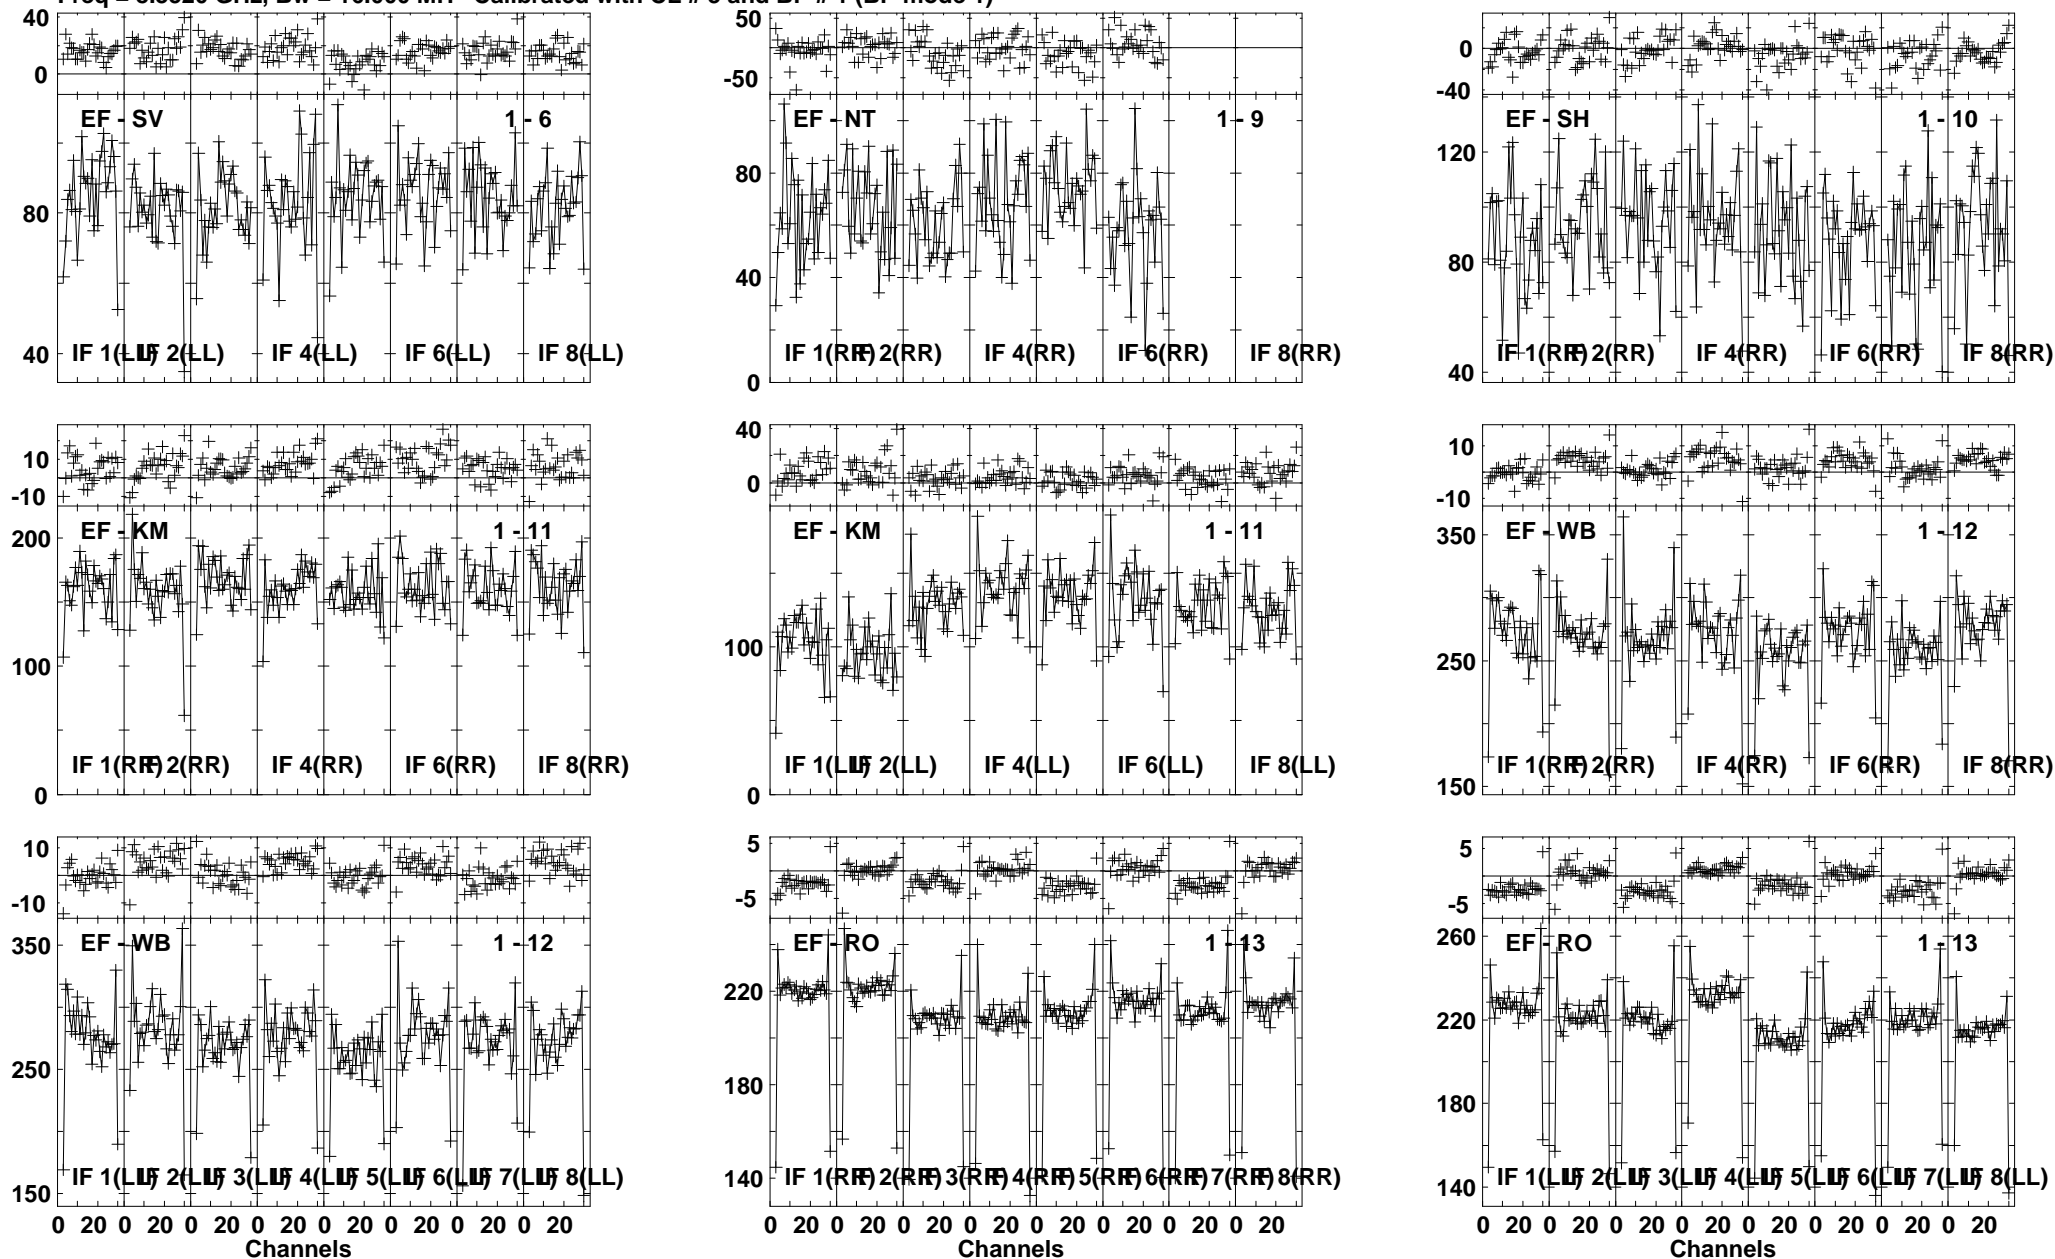 = GHz, Bw = MH Calibrated with and (BP mode 1)
40
0
EF - SV 1 - 6
80
40
IF 1(LL) IF 2(LL) IF 4(LL) IF 6(LL) IF 8(LL)
50
-50
EF - NT 1 - 9
80
40
0
IF 1(RR) IF 2(RR) IF 4(RR) IF 6(RR) IF 8(RR)
40
0
-40
EF - SH 1 - 10
120
80
40
IF 1(RR) IF 2(RR) IF 4(RR) IF 6(RR) IF 8(RR)
10
-10
EF - KM 1 - 11
200
100
0
IF 1(RR) IF 2(RR) IF 4(RR) IF 6(RR) IF 8(RR)
40
0
EF - KM 1 - 11
100
0
IF 1(LL) IF 2(LL) IF 4(LL) IF 6(LL) IF 8(LL)
10
-10
EF - WB 1 - 12
350
250
150
IF 1(RR) IF 2(RR) IF 4(RR) IF 6(RR) IF 8(RR)
10
-10
EF - WB 1 - 12
350
250
150
IF 1(LL) IF 2(LL) IF 3(LL) IF 4(LL) IF 5(LL) IF 6(LL) IF 7(LL) IF 8(LL)
0 20 0 20 0 20 0 20 0 20 0 20 0 20 0 20
Channels
5
-5
EF - RO 1 - 13
220
180
140
IF 1(RR) IF 2(RR) IF 3(RR) IF 4(RR) IF 5(RR) IF 6(RR) IF 7(RR) IF 8(RR)
0 20 0 20 0 20 0 20 0 20 0 20 0 20 0 20
Channels
5
-5
EF - RO 1 - 13
260
220
180
140
IF 1(LL) IF 2(LL) IF 3(LL) IF 4(LL) IF 5(LL) IF 6(LL) IF 7(LL) IF 8(LL)
0 20 0 20 0 20 0 20 0 20 0 20 0 20 0 20
Channels